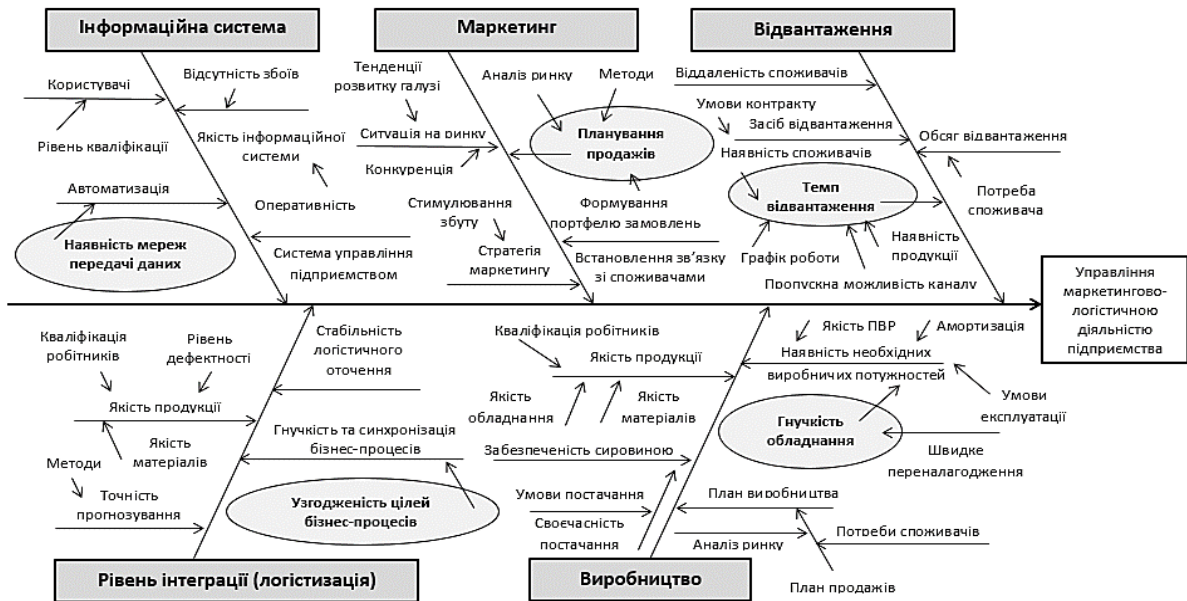 Інформаційна система
Маркетинг
Відвантаження
Користувачі
Відсутність збоїв
Рівень кваліфікації
Якість інформаційної
системи
Автоматизація
Оперативність
Наявність мереж
передачі даних
Система управління
підприємством
Тенденції
розвитку галузі
Аналіз ринку
Методи
Ситуація на ринку
Планування
продажів
Конкуренція
Стимулювання
збуту
Формування
портфелю замовлень
Стратегія
маркетингу
Встановлення зв’язку
зі споживачами
Віддаленість споживачів
Умови контракту
Засіб відвантаження
Обсяг відвантаження
Наявність споживачів
Темп
відвантаження
Потреба
споживача
Графік роботи
Наявність
продукції
Пропускна можливість каналу
Управління
маркетингово-
логістичною
діяльністю
підприємства
Кваліфікація
робітників
Рівень
дефектності
Стабільність
логістичного
оточення
Якість продукції
Якість
матеріалів
Гнучкість та синхронізація
бізнес-процесів
Методи
Точність
прогнозування
Узгодженість цілей
бізнес-процесів
Кваліфікація робітників
Якість продукції
Якість
обладнання
Якість
матеріалів
Забезпеченість сировиною
Умови постачання
Своєчасність
постачання
Якість ПВР
Амортизація
Наявність необхідних
виробничих потужностей
Умови
експлуатації
Гнучкість
обладнання
Швидке
переналагодження
План виробництва
Аналіз ринку
Потреби споживачів
План продажів
Рівень інтеграції (логістизація)
Виробництво